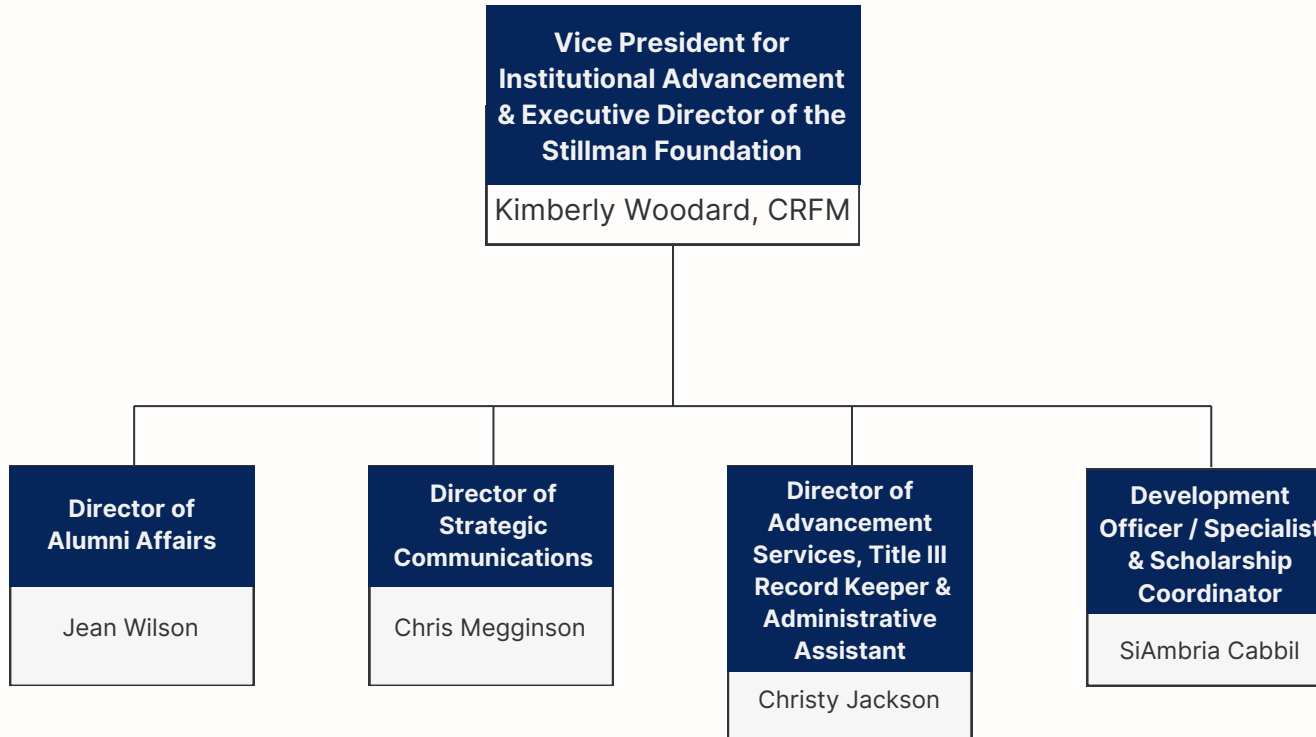 Vice President for
Institutional Advancement
& Executive Director of the
Stillman Foundation
Kimberly Woodard, CRFM
Director of
Alumni Affairs
Jean Wilson
Director of
Strategic
Communications
Chris Megginson
Director of
Advancement
Services, Title III
Record Keeper &
Administrative
Assistant
Christy Jackson
Development
Officer / Specialist
& Scholarship
Coordinator
SiAmbria Cabbil